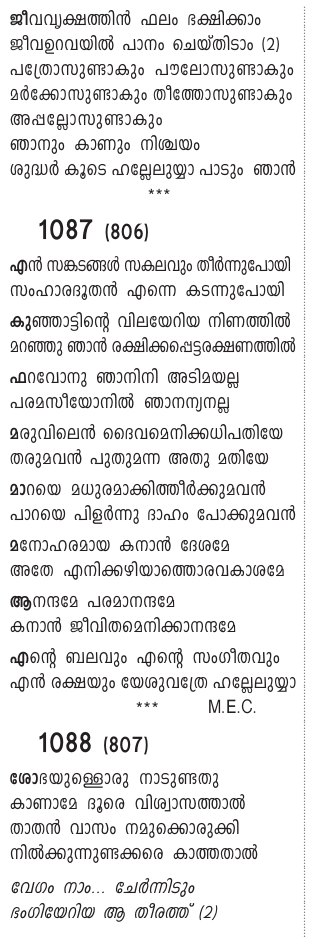 ജീവവൃക്ഷത്തിൻ ഫലം ഭക്ഷിക്കാം
ജീവഉറവയിൽ പാനം ചെയ്തിടാം (2)
പത്രോസുണ്ടാകും പൗലോസുണ്ടാകും
മർക്കോസുണ്ടാകും തീത്തോസുണ്ടാകും
അപ്പല്ലോസുണ്ടാകും
ഞാനും കാണും നിശ്ചയം
ശുദ്ധർ കൂടെ ഹല്ലേലുയ്യാ പാടും ഞാൻ
***
1087 (806)
എൻ സങ്കടങ്ങൾ സകലവും തീർന്നുപോയി
സംഹാരദൂതൻ എന്നെ കടന്നുപോയി
കുഞ്ഞാട്ടിന്റെ വിലയേറിയ നിണത്തിൽ
മറഞ്ഞു ഞാൻ രക്ഷിക്കപ്പെട്ടരക്ഷണത്തിൽ
ഫറവോനു ഞാനിനി അടിമയല്ല
പരമസീയോനിൽ ഞാനന്യനല്ല
മരുവിലെൻ ദൈവമെനിക്കധിപതിയേ
തരുമവൻ പുതുമന്ന അതു മതിയേ
മാറയെ മധുരമാക്കിത്തീർക്കുമവൻ
പാറയെ പിളർന്നു ദാഹം പോക്കുമവൻ
മനോഹരമായ കനാൻ ദേശമേ
അതേ എനിക്കഴിയാത്തൊരവകാശമേ
ആനന്ദമേ പരമാനന്ദമേ
കനാൻ ജീവിതമെനിക്കാനന്ദമേ
എന്റെ ബലവും എന്റെ സംഗീതവും
എൻ രക്ഷയും യേശുവത്രേ ഹല്ലേലുയ്യാ
*** M.E.C.
1088 (807)
ശോഭയുള്ളൊരു നാടുണ്ടതു
കാണാമേ ദൂരെ വിശ്വാസത്താൽ
താതൻ വാസം നമുക്കൊരുക്കി
നിൽക്കുന്നുണ്ടക്കരെ കാത്തതാൽ
വേഗം നാം... ചേർന്നിടും
ഭംഗിയേറിയ ആ തീരത്ത് (2)